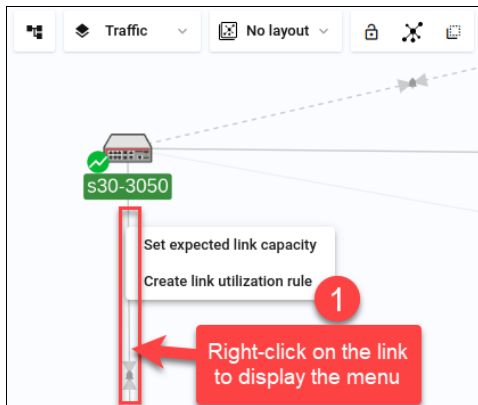 Traffic
No layout
s30-3050
Set expected link capacity
Create link utilization rule
1
Right-click on the link
to display the menu